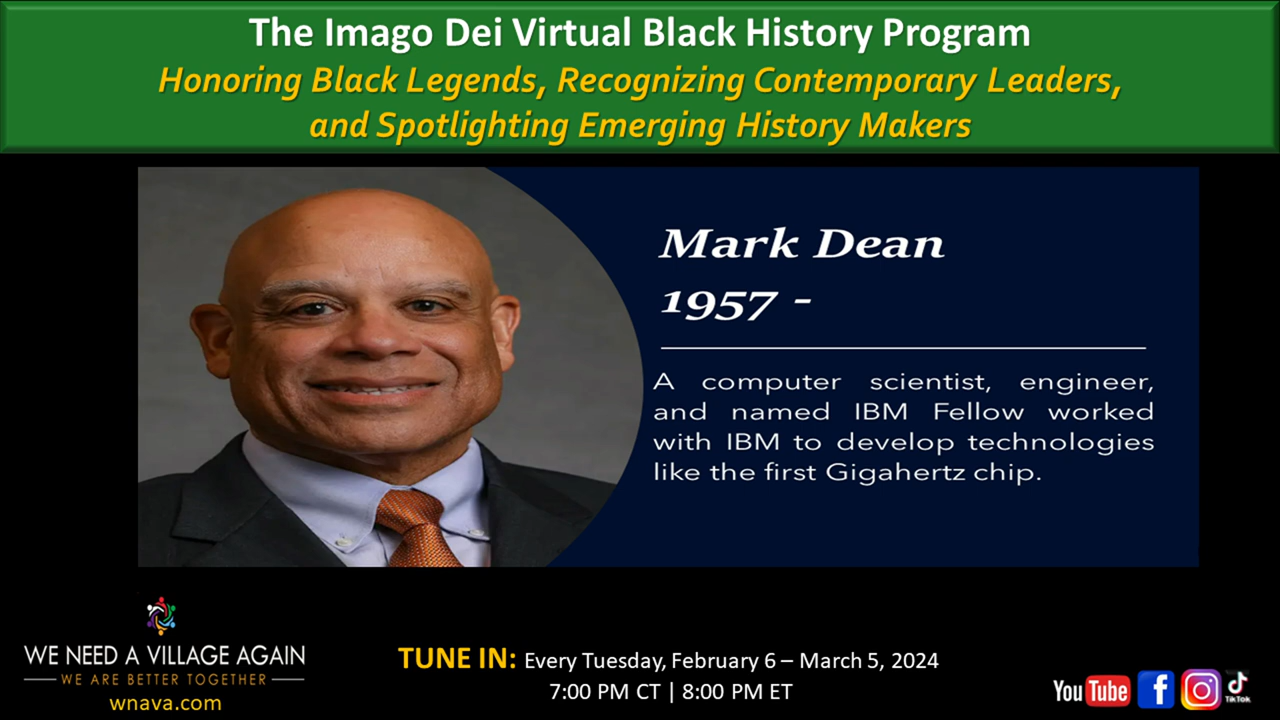 The Imago Dei Virtual Black History Program
Honoring Black Legends, Recognizing Contemporary Leaders,
and Spotlighting Emerging History Makers
Mark Dean
1957 -
A computer scientist, engineer,
and named IBM Fellow worked
with IBM to develop technologies
like the first Gigahertz chip.
WE NEED A VILLAGE AGAIN
WE ARE BETTER TOGETHER
wnava.com
TUNE IN: Every Tuesday, February 6 – March 5, 2024
7:00 PM CT | 8:00 PM ET
YouTube
TikTok